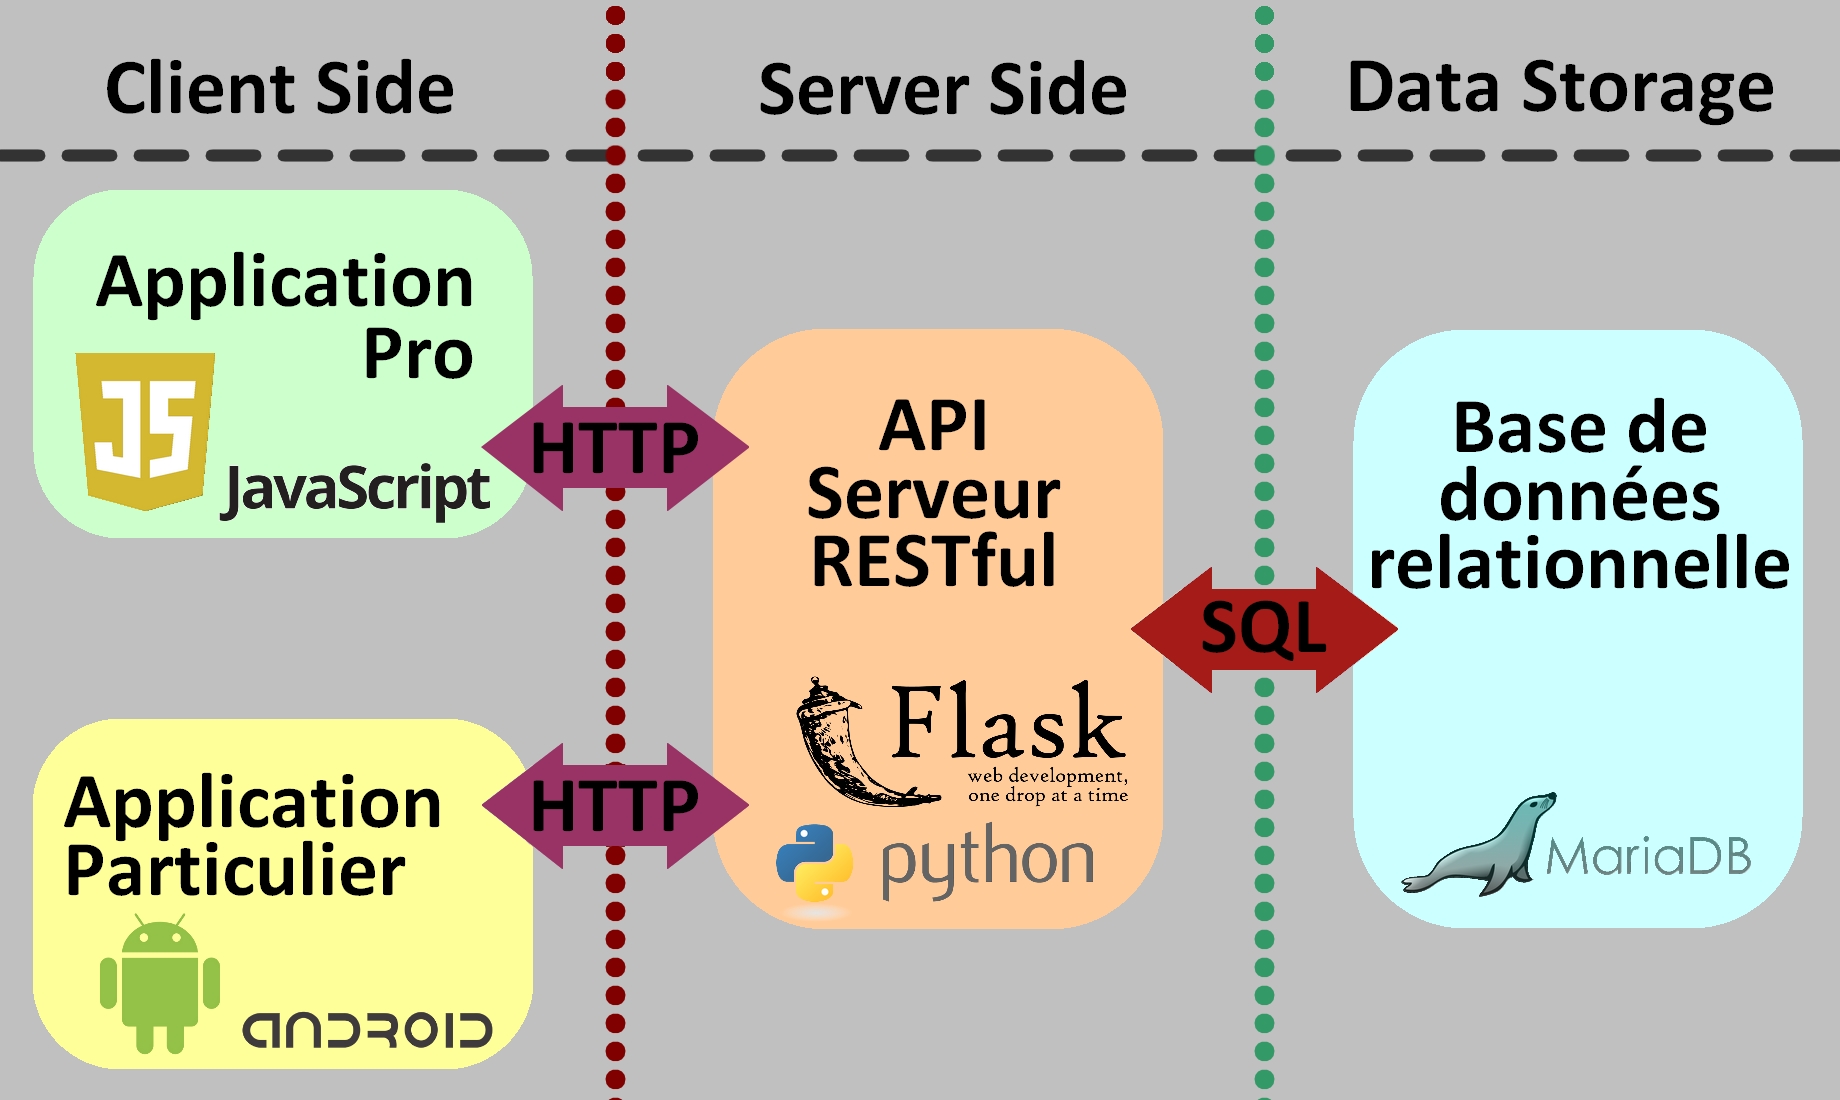 Client Side
Server Side
Data Storage
Application
Pro
JS
JavaScript
HTTP
API
Serveur
RESTful
Base de
données
relationnelle
SQL
Flask
web development,
one drop at a time
python
MariaDB
Application
Particulier
HTTP
ANDROID